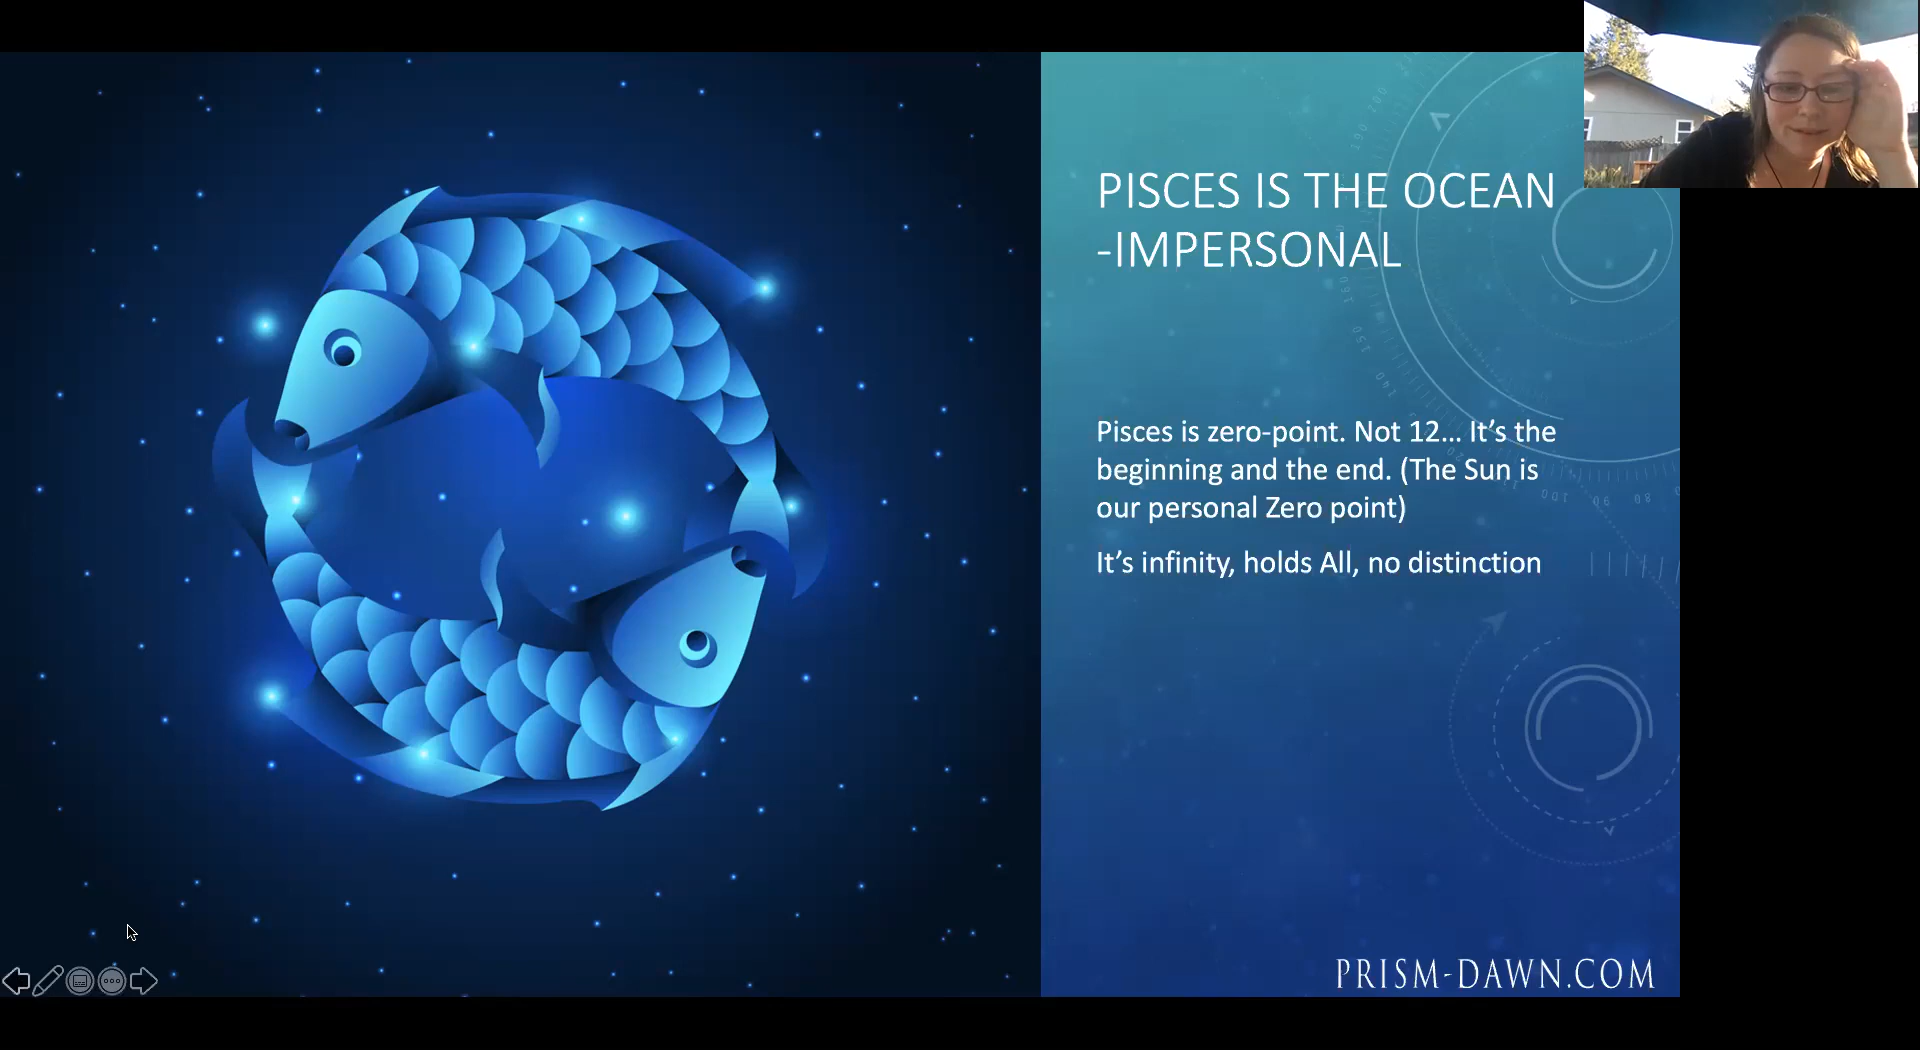 PISCES IS THE OCEAN
-IMPERSONAL
Pisces is zero-point. Not 12... It's the
beginning and the end. (The Sun is
our personal Zero point)
It's infinity, holds All, no distinction
PRISM-DAWN.COM